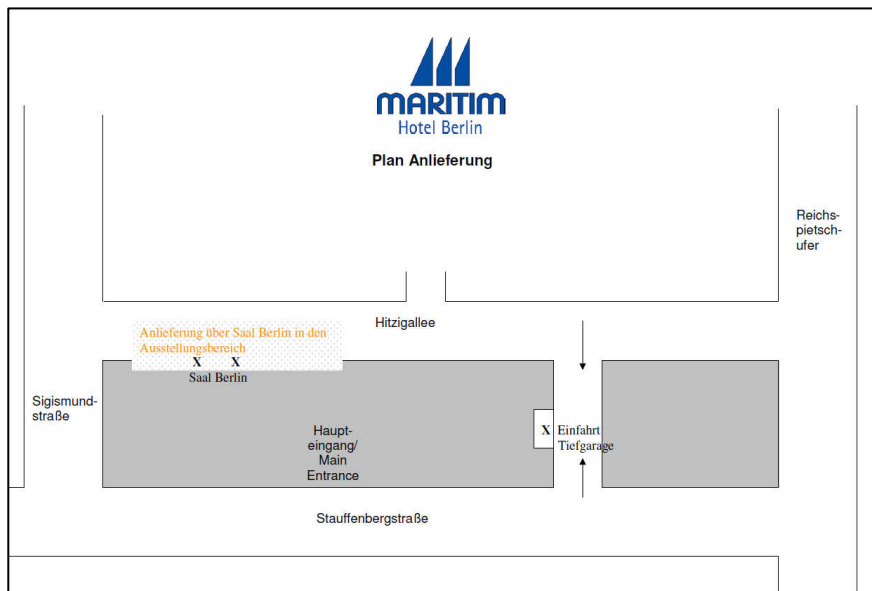 MARITIM
Hotel Berlin
Plan Anlieferung
Reichs-
pietsch-
ufer
Hitzigallee
Anlieferung über Saal Berlin in den
Ausstellungsbereich
X X
Saal Berlin
Sigismund-
straße
Haupt-
eingang/
Main
Entrance
X Einfahrt
Tiefgarage
Stauffenbergstraße